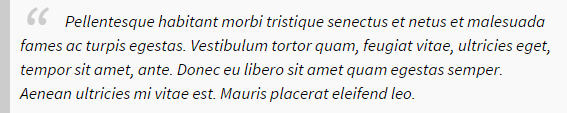 “ Pellentesque habitant morbi tristique senectus et netus et malesuada
fames ac turpis egestas. Vestibulum tortor quam, feugiat vitae, ultricies eget,
tempor sit amet, ante. Donec eu libero sit amet quam egestas semper.
Aenean ultricies mi vitae est. Mauris placerat eleifend leo.